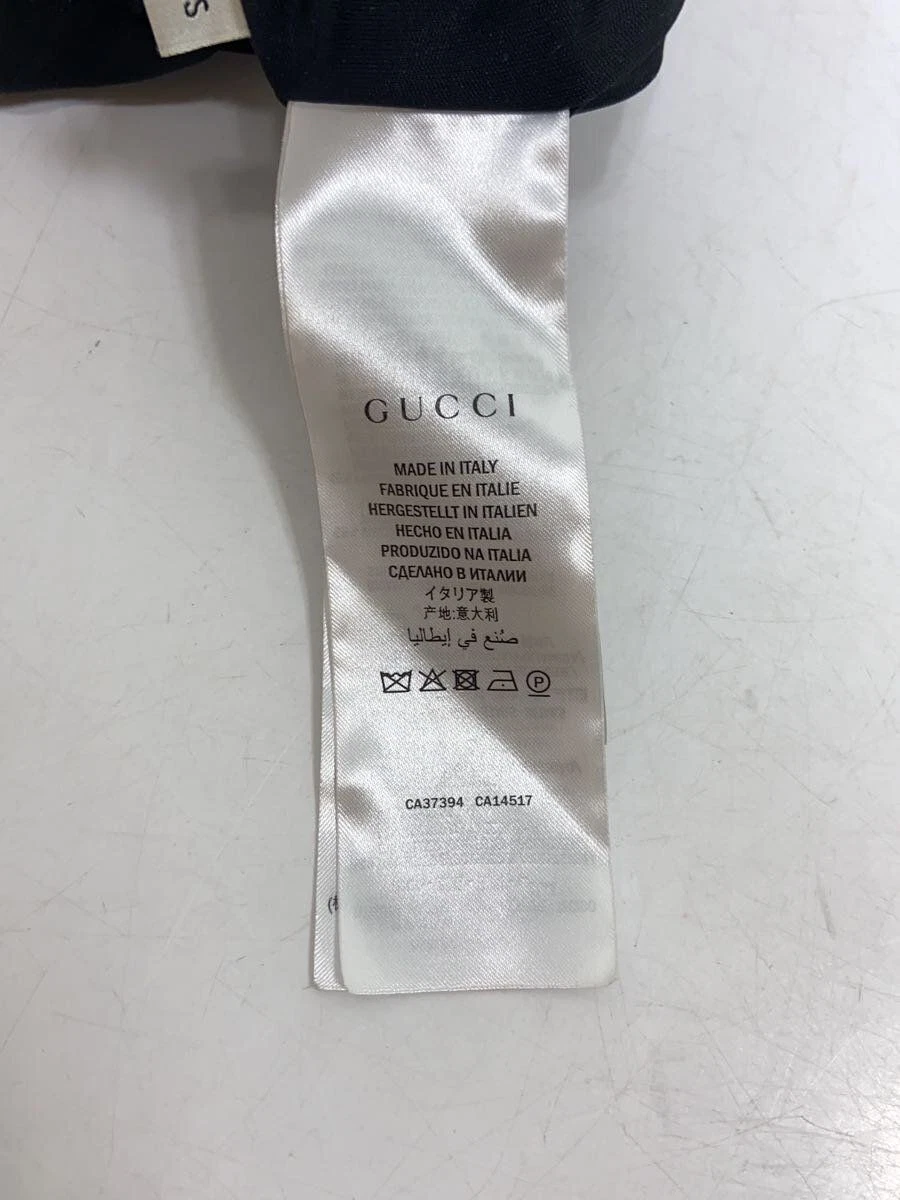 S
GUCCI
MADE IN ITALY
FABRIQUE EN ITALIE
HERGESTELLT IN ITALIEN
HECHO EN ITALIA
PRODUZIDO NA ITALIA
СДЕЛАНО В ИТАЛИИ
イタリア製
产地:意大利
صُنع في إيطاليا
P
CA37394 CA14517